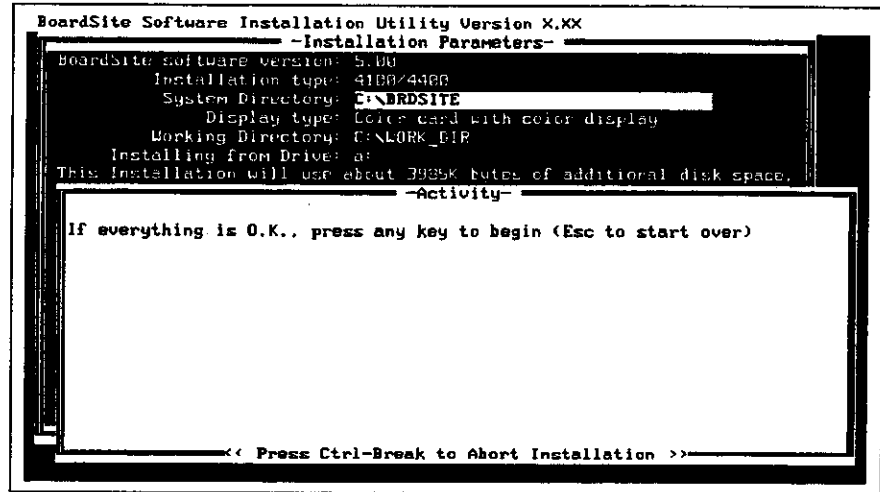 BoardSite Software Installation Utility Version X.XX
-Installation Parameters-
BoardSite software version: 5.00
Installation type: 4100/4400
System Directory: C:\BRDSITE
Display type: Color card with color display
Working Directory: C:\WORK_DIR
Installing from Drive: a:
This Installation will use about 3985K bytes of additional disk space.
-Activity-
If everything is O.K., press any key to begin (Esc to start over)
<< Press Ctrl-Break to Abort Installation >>